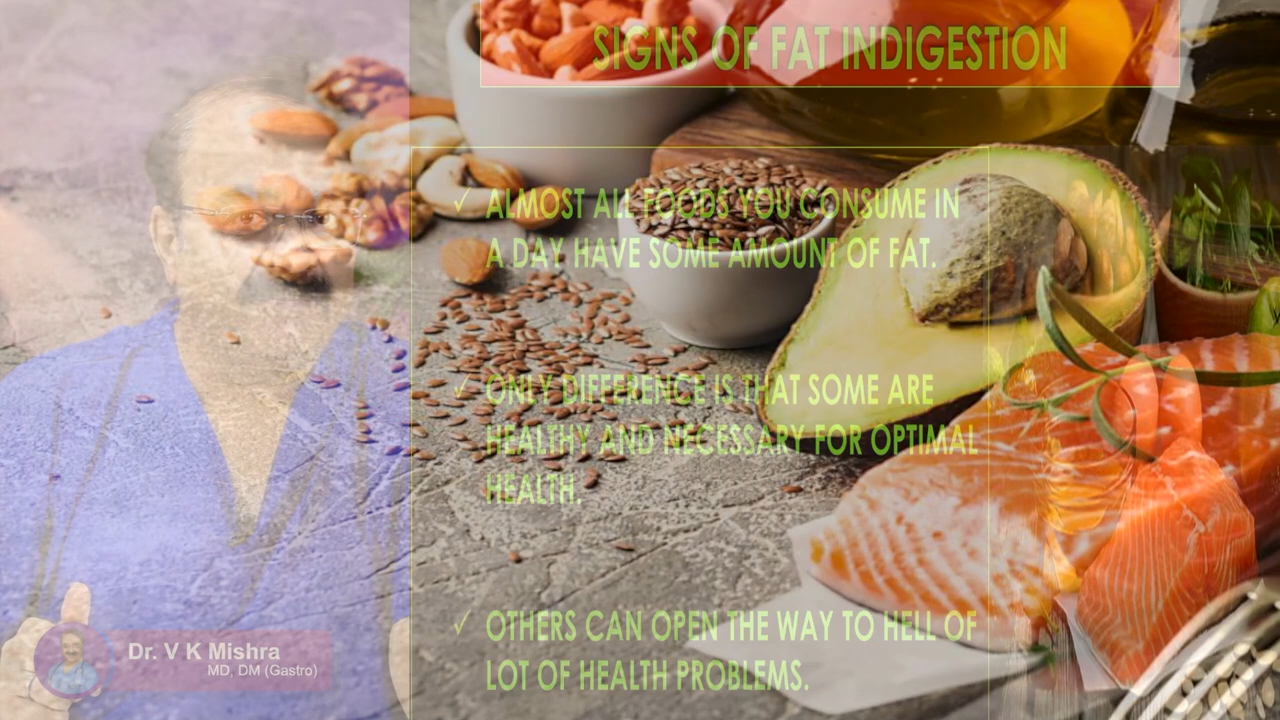 SIGNS OF FAT INDIGESTION
✓ ALMOST ALL FOODS YOU CONSUME IN
A DAY HAVE SOME AMOUNT OF FAT.
✓ ONLY DIFFERENCE IS THAT SOME ARE
HEALTHY AND NECESSARY FOR OPTIMAL
HEALTH.
✓ OTHERS CAN OPEN THE WAY TO HELL OF
LOT OF HEALTH PROBLEMS.
Dr. V K Mishra
MD, DM (Gastro)